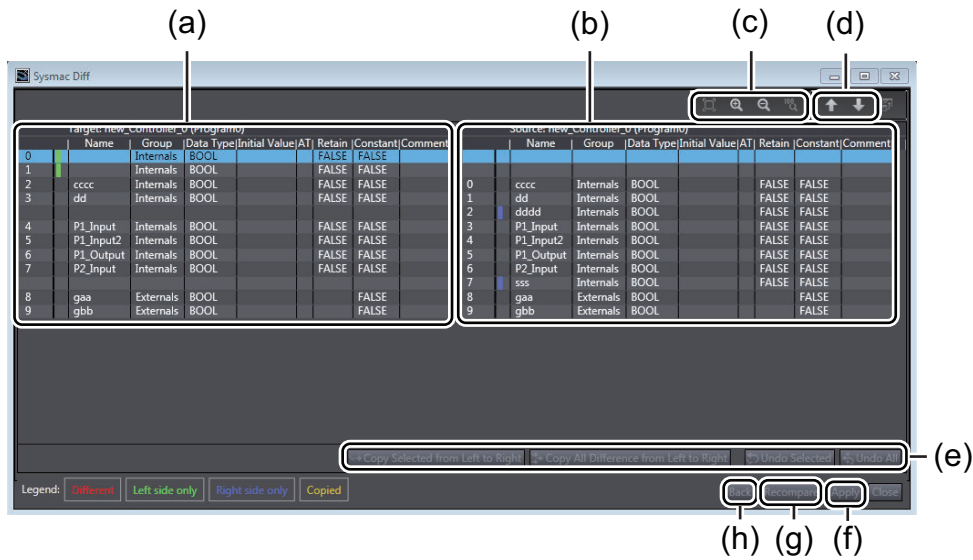 (a) (b) (c) (d)
Sysmac Diff
Target: new_Controller_0 (Program0) Source: new_Controller_0 (Program0)
Name Group Data Type Initial Value AT Retain Constant Comment Name Group Data Type Initial Value AT Retain Constant Comment
0 Internals BOOL FALSE FALSE
1 Internals BOOL FALSE FALSE
2 cccc Internals BOOL FALSE FALSE 0 cccc Internals BOOL FALSE FALSE
3 dd Internals BOOL FALSE FALSE 1 dd Internals BOOL FALSE FALSE
2 dddd Internals BOOL FALSE FALSE
4 P1_Input Internals BOOL FALSE FALSE 3 P1_Input Internals BOOL FALSE FALSE
5 P1_Input2 Internals BOOL FALSE FALSE 4 P1_Input2 Internals BOOL FALSE FALSE
6 P1_Output Internals BOOL FALSE FALSE 5 P1_Output Internals BOOL FALSE FALSE
7 P2_Input Internals BOOL FALSE FALSE 6 P2_Input Internals BOOL FALSE FALSE
7 sss Internals BOOL FALSE FALSE
8 gaa Externals BOOL FALSE 8 gaa Externals BOOL FALSE
9 gbb Externals BOOL FALSE 9 gbb Externals BOOL FALSE
Copy Selected from Left to Right Copy All Difference from Left to Right Undo Selected Undo All (e)
Legend: Different Left side only Right side only Copied Back Recompare Apply Close
(h) (g) (f)